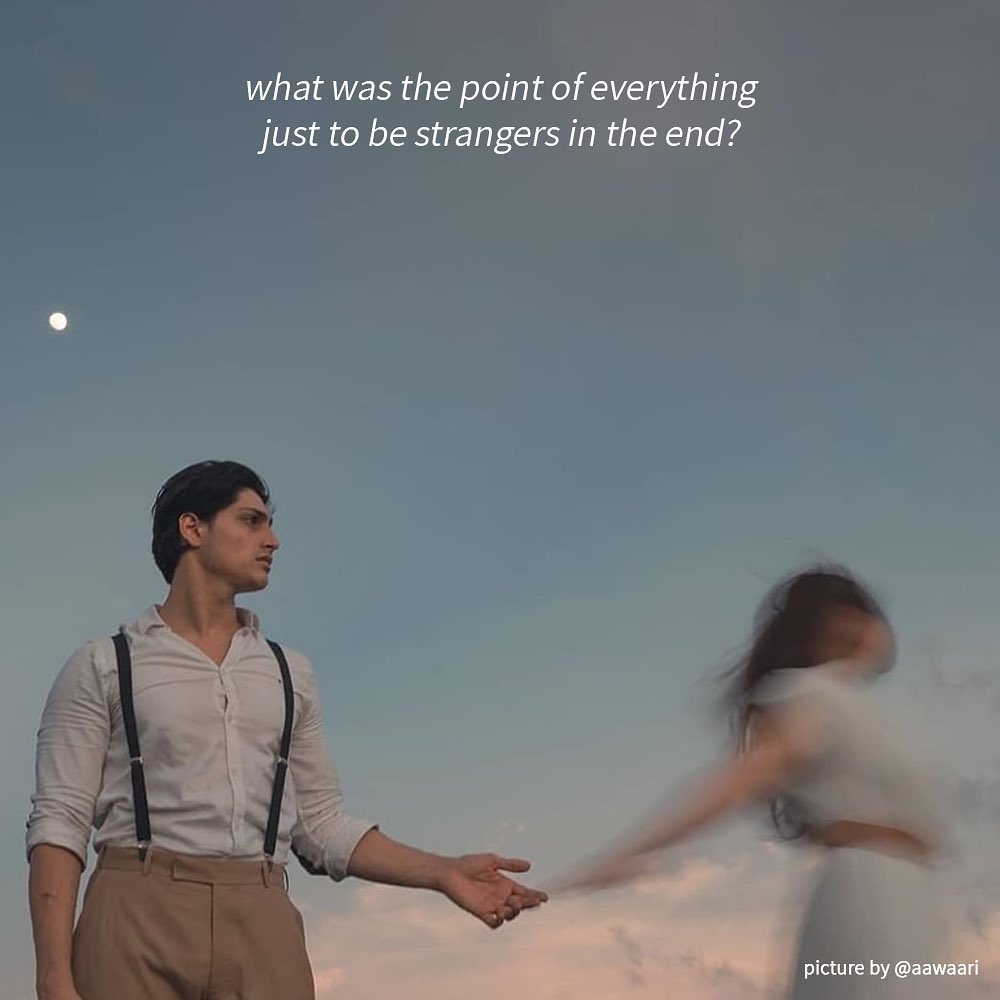 what was the point of everything
just to be strangers in the end?
picture by @aawaari